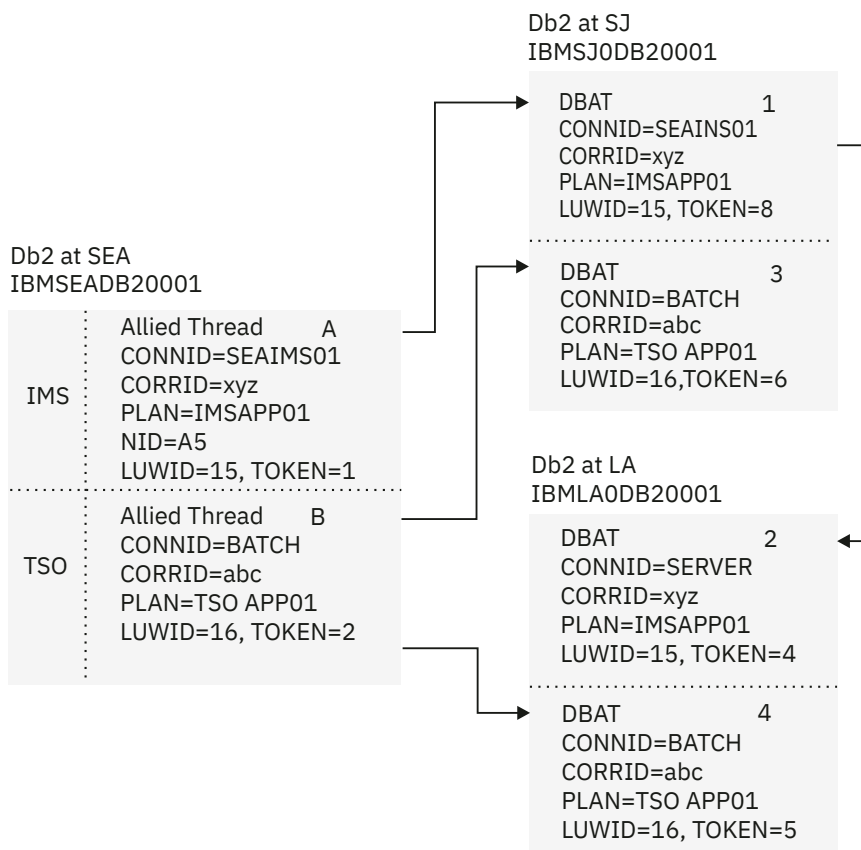 Db2 at SJ
IBMSJ0DB20001
DBAT 1
CONNID=SEAINS01
CORRID=xyz
PLAN=IMSAPP01
LUWID=15, TOKEN=8
DBAT 3
CONNID=BATCH
CORRID=abc
PLAN=TSO APP01
LUWID=16,TOKEN=6
Db2 at SEA
IBMSEADB20001
IMS
Allied Thread A
CONNID=SEAIMS01
CORRID=xyz
PLAN=IMSAPP01
NID=A5
LUWID=15, TOKEN=1
TSO
Allied Thread B
CONNID=BATCH
CORRID=abc
PLAN=TSO APP01
LUWID=16, TOKEN=2
Db2 at LA
IBMLA0DB20001
DBAT 2
CONNID=SERVER
CORRID=xyz
PLAN=IMSAPP01
LUWID=15, TOKEN=4
DBAT 4
CONNID=BATCH
CORRID=abc
PLAN=TSO APP01
LUWID=16, TOKEN=5